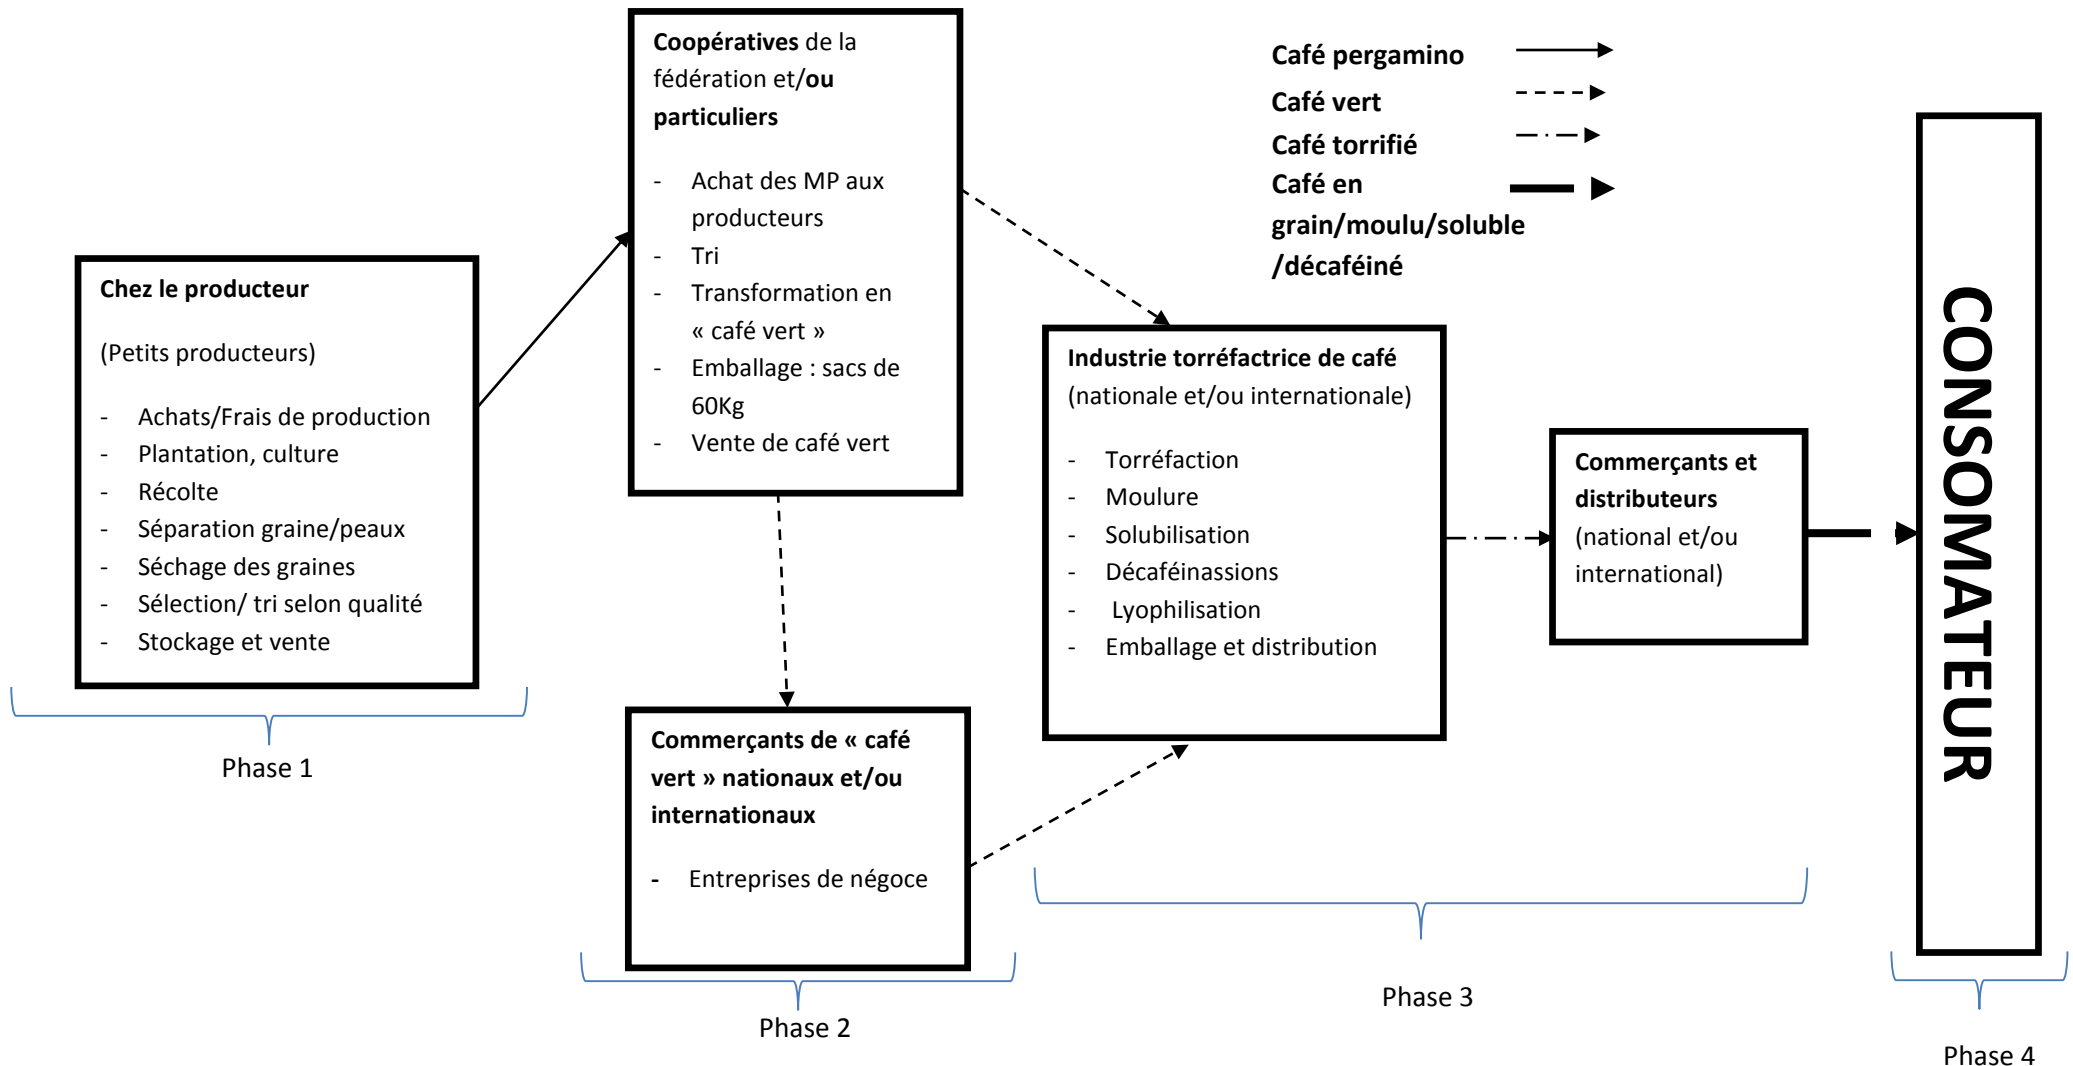 Coopératives de la
fédération et/ou
particuliers
- Achat des MP aux
producteurs
- Tri
- Transformation en
« café vert »
- Emballage : sacs de
60Kg
- Vente de café vert
Café pergamino
Café vert
Café torrifié
Café en
grain/moulu/soluble
/décaféiné
Chez le producteur
(Petits producteurs)
- Achats/Frais de production
- Plantation, culture
- Récolte
- Séparation graine/peaux
- Séchage des graines
- Sélection/ tri selon qualité
- Stockage et vente
Phase 1
Commerçants de « café
vert » nationaux et/ou
internationaux
- Entreprises de négoce
Phase 2
Industrie torréfactrice de café
(nationale et/ou internationale)
- Torréfaction
- Moulure
- Solubilisation
- Décaféinassions
- Lyophilisation
- Emballage et distribution
Commerçants et
distributeurs
(national et/ou
international)
Phase 3
CONSOMATEUR
Phase 4